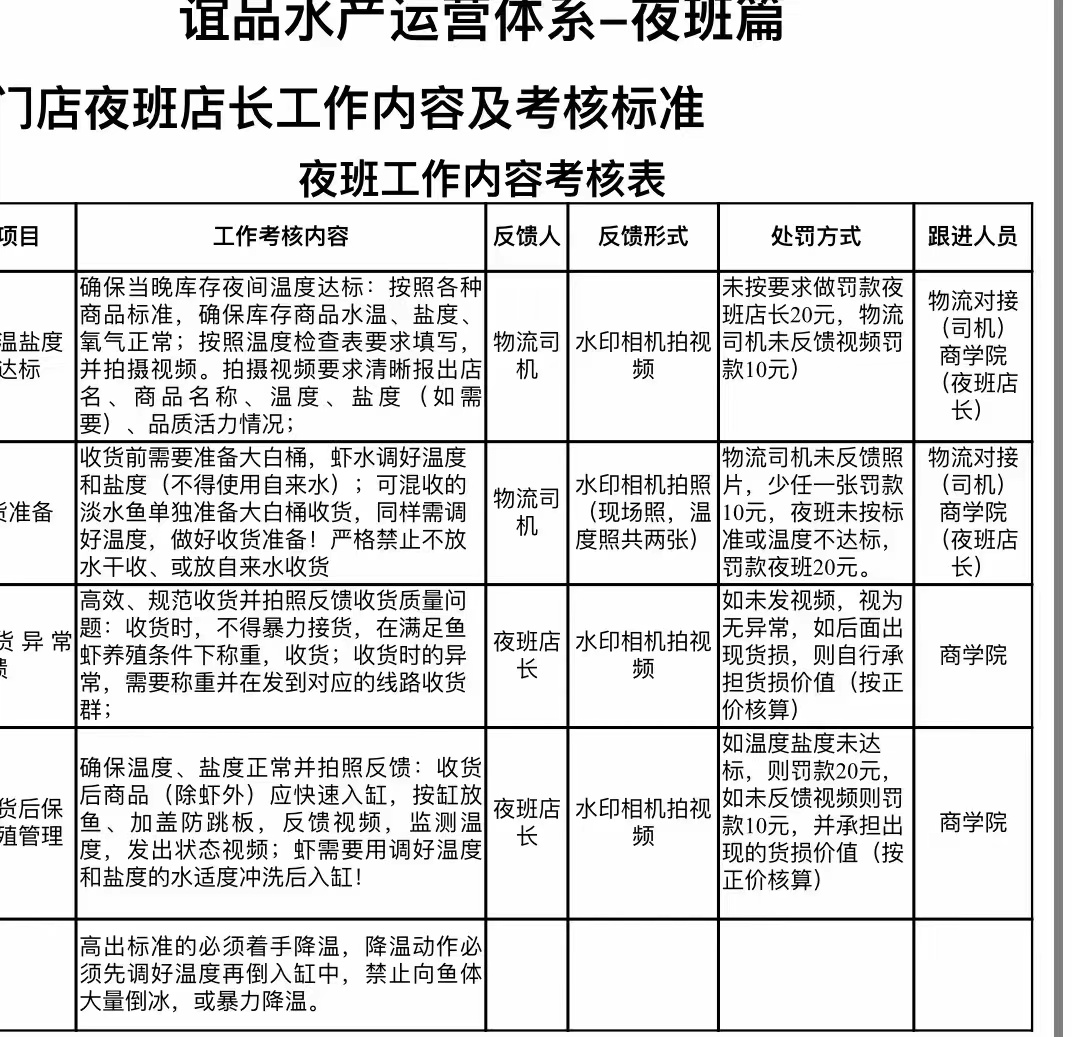 谊品水产运营体系-夜班篇
门店夜班店长工作内容及考核标准
夜班工作内容考核表
项目
工作考核内容
反馈人
反馈形式
处罚方式
跟进人员
温盐度
达标
确保当晚库存夜间温度达标：按照各种
商品标准，确保库存商品水温、盐度、
氧气正常；按照温度检查表要求填写，
并拍摄视频。拍摄视频要求清晰报出店
名、商品名称、温度、盐度（如需
要）、品质活力情况；
物流司
机
水印相机拍视
频
未按要求做罚款夜
班店长20元，物流
司机未反馈视频罚
款10元）
物流对接
（司机）
商学院
（夜班店
长）
货准备
收货前需要准备大白桶，虾水调好温度
和盐度（不得使用自来水）；可混收的
淡水鱼单独准备大白桶收货，同样需调
好温度，做好收货准备！严格禁止不放
水干收、或放自来水收货
物流司
机
水印相机拍照
（现场照，温
度照共两张）
物流司机未反馈照
片，少任一张罚款
10元，夜班未按标
准或温度不达标，
罚款夜班20元。
物流对接
（司机）
商学院
（夜班店
长）
货异常
馈
高效、规范收货并拍照反馈收货质量问
题：收货时，不得暴力接货，在满足鱼
虾养殖条件下称重，收货；收货时的异
常，需要称重并在发到对应的线路收货
群；
夜班店
长
水印相机拍视
频
如未发视频，视为
无异常，如后面出
现货损，则自行承
担货损价值（按正
价核算）
商学院
货后保
殖管理
确保温度、盐度正常并拍照反馈：收货
后商品（除虾外）应快速入缸，按缸放
鱼、加盖防跳板，反馈视频，监测温
度，发出状态视频；虾需要用调好温度
和盐度的水适度冲洗后入缸！
夜班店
长
水印相机拍视
频
如温度盐度未达
标，则罚款20元，
如未反馈视频则罚
款10元，并承担出
现的货损价值（按
正价核算）
商学院
高出标准的必须着手降温，降温动作必
须先调好温度再倒入缸中，禁止向鱼体
大量倒冰，或暴力降温。